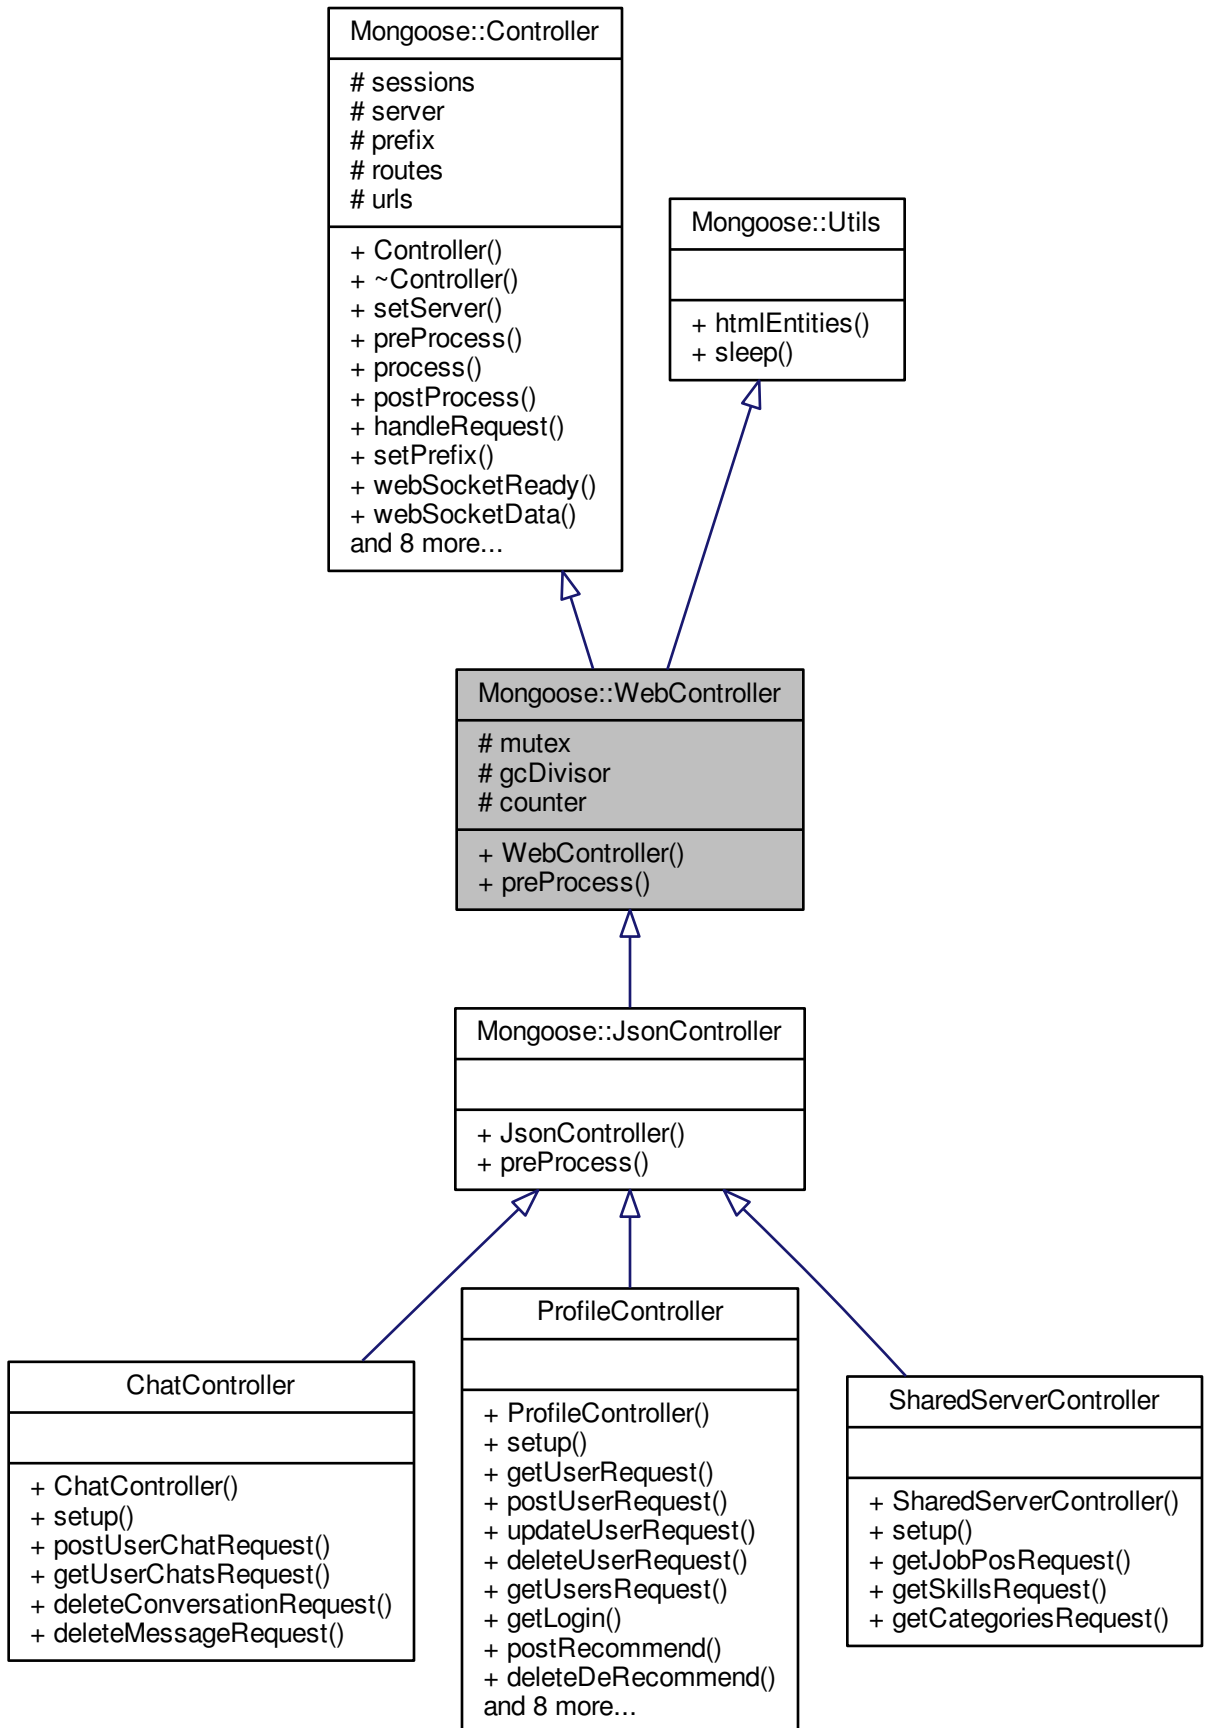 Mongoose::Controller
# sessions
# server
# prefix
# routes
# urls
+ Controller()
+ ~Controller()
+ setServer()
+ preProcess()
+ process()
+ postProcess()
+ handleRequest()
+ setPrefix()
+ webSocketReady()
+ webSocketData()
and 8 more...
Mongoose::Utils
+ htmlEntities()
+ sleep()
Mongoose::WebController
# mutex
# gcDivisor
# counter
+ WebController()
+ preProcess()
Mongoose::JsonController
+ JsonController()
+ preProcess()
ChatController
+ ChatController()
+ setup()
+ postUserChatRequest()
+ getUserChatsRequest()
+ deleteConversationRequest()
+ deleteMessageRequest()
ProfileController
+ ProfileController()
+ setup()
+ getUserRequest()
+ postUserRequest()
+ updateUserRequest()
+ deleteUserRequest()
+ getUsersRequest()
+ getLogin()
+ postRecommend()
+ deleteDeRecommend()
and 8 more...
SharedServerController
+ SharedServerController()
+ setup()
+ getJobPosRequest()
+ getSkillsRequest()
+ getCategoriesRequest()